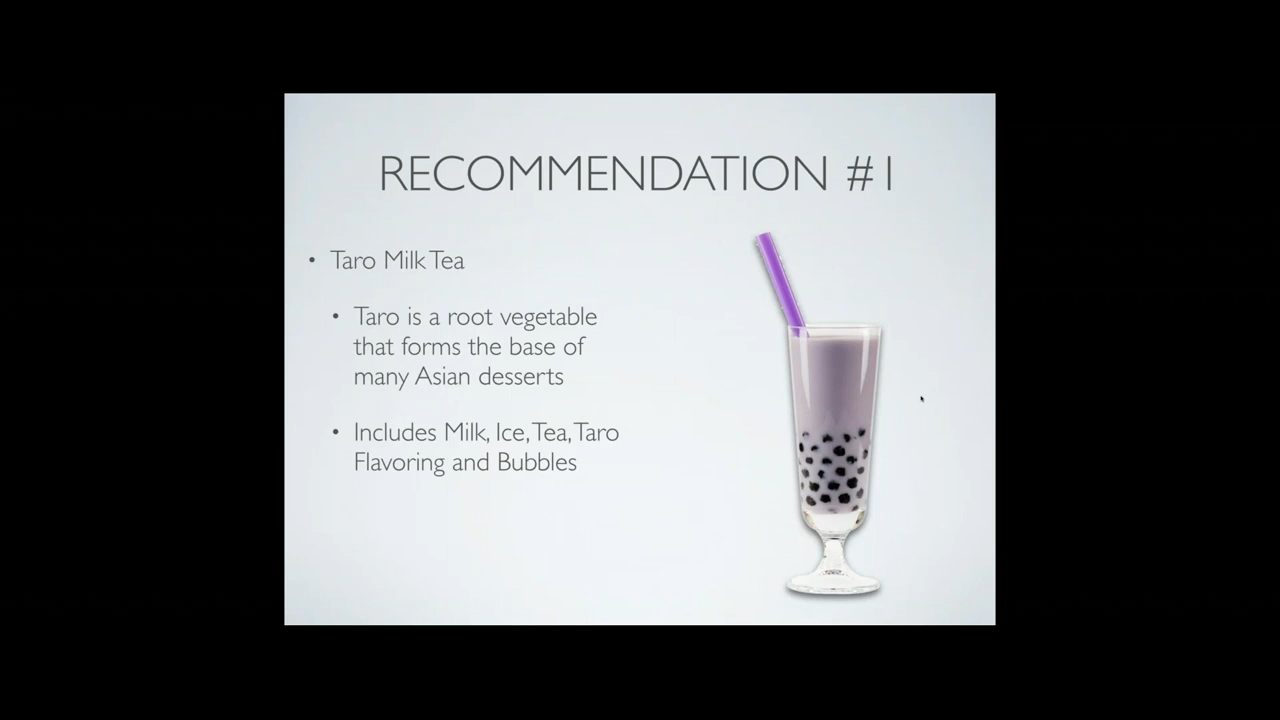 RECOMMENDATION #1
• Taro Milk Tea
• Taro is a root vegetable
that forms the base of
many Asian desserts
• Includes Milk, Ice, Tea, Taro
Flavoring and Bubbles